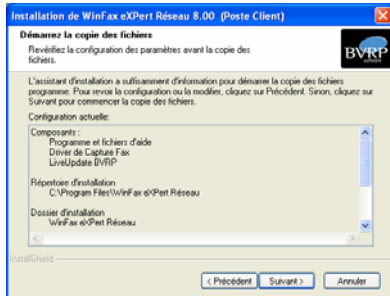 Installation de WinFax eXPert Réseau 8.00 (Poste Client)
Démarrez la copie des fichiers
Revérifiez la configuration des paramètres avant la copie des
fichiers.
BVRP
software
L'assistant d'installation a suffisamment d'information pour démarrer la copie des fichiers
programme. Pour revoir la configuration ou la modifier, cliquez sur Précédent. Sinon, cliquez sur
Suivant pour commencer la copie des fichiers.
Configuration actuelle:
Composants :
Programme et fichiers d'aide
Driver de Capture Fax
LiveUpdate BVRP
Répertoire d'installation
C:\Program Files\WinFax eXPert Réseau
Dossier d'installation
WinFax eXPert Réseau
InstallShield
< Précédent
Suivant >
Annuler